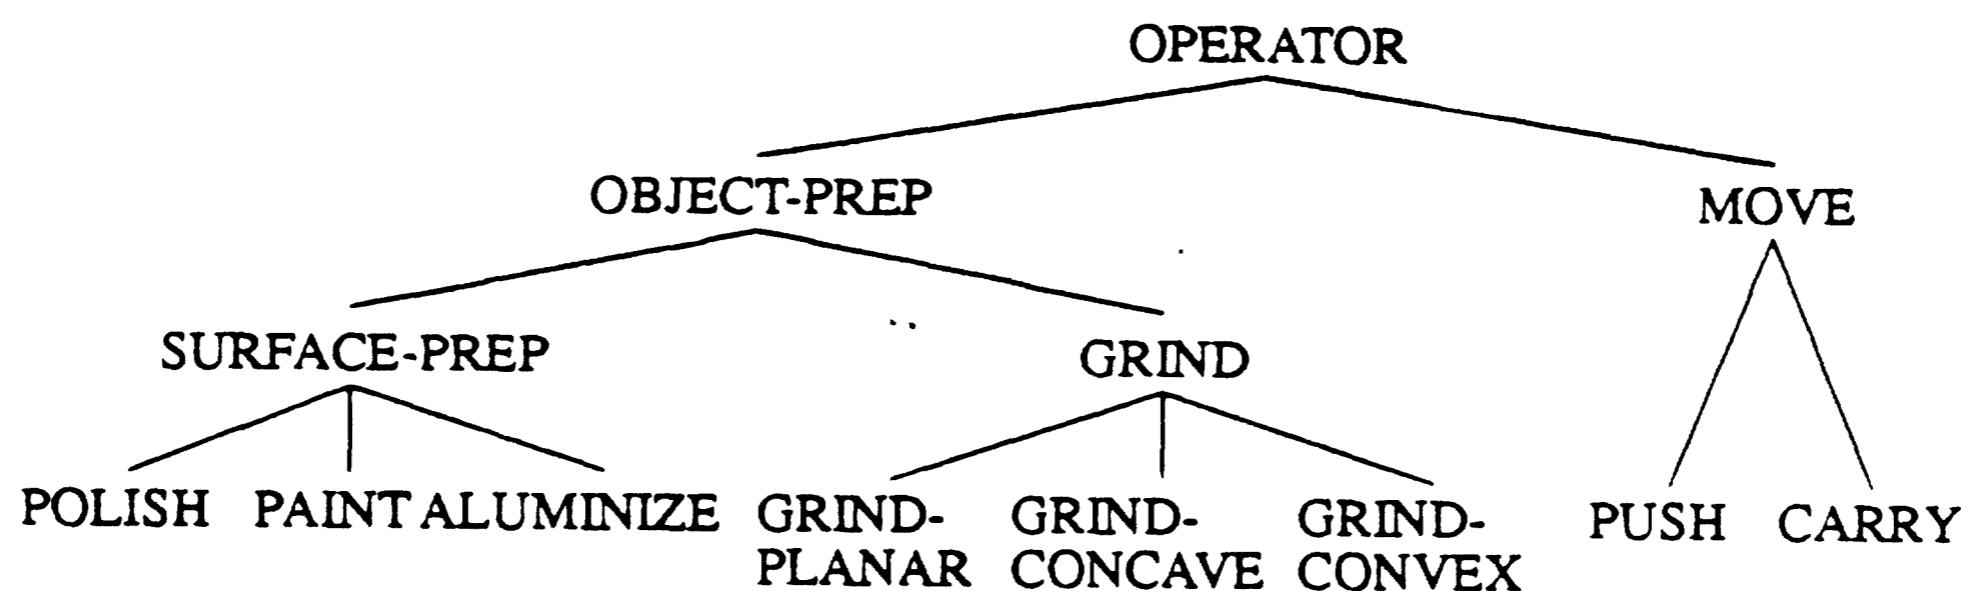 OPERATOR
OBJECT-PREP
MOVE
SURFACE-PREP
GRIND
POLISH PAINT ALUMINIZE GRIND- GRIND- GRIND- PUSH CARRY
PLANAR CONCAVE CONVEX